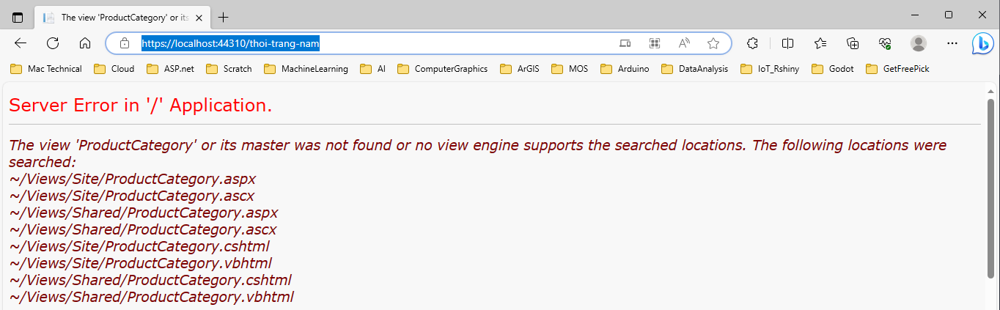 The view 'ProductCategory' or its
https://localhost:44310/thoi-trang-nam
Mac Technical Cloud ASP.net Scratch MachineLearning AI ComputerGraphics ArGIS MOS Arduino DataAnalysis IoT_Rshiny Godot GetFreePick
Server Error in '/' Application.
The view 'ProductCategory' or its master was not found or no view engine supports the searched locations. The following locations were
searched:
~/Views/Site/ProductCategory.aspx
~/Views/Site/ProductCategory.ascx
~/Views/Shared/ProductCategory.aspx
~/Views/Shared/ProductCategory.ascx
~/Views/Site/ProductCategory.cshtml
~/Views/Site/ProductCategory.vbhtml
~/Views/Shared/ProductCategory.cshtml
~/Views/Shared/ProductCategory.vbhtml